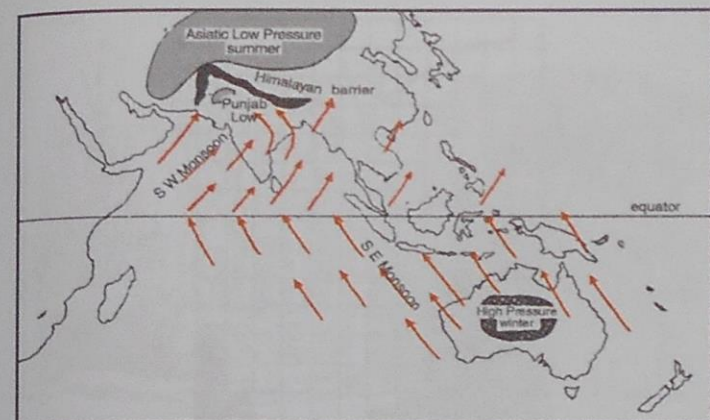 Asiatic Low Pressure
summer
Himalayan barrier
Punjab
Low
S W Monsoon
equator
S E Monsoon
High Pressure
winter